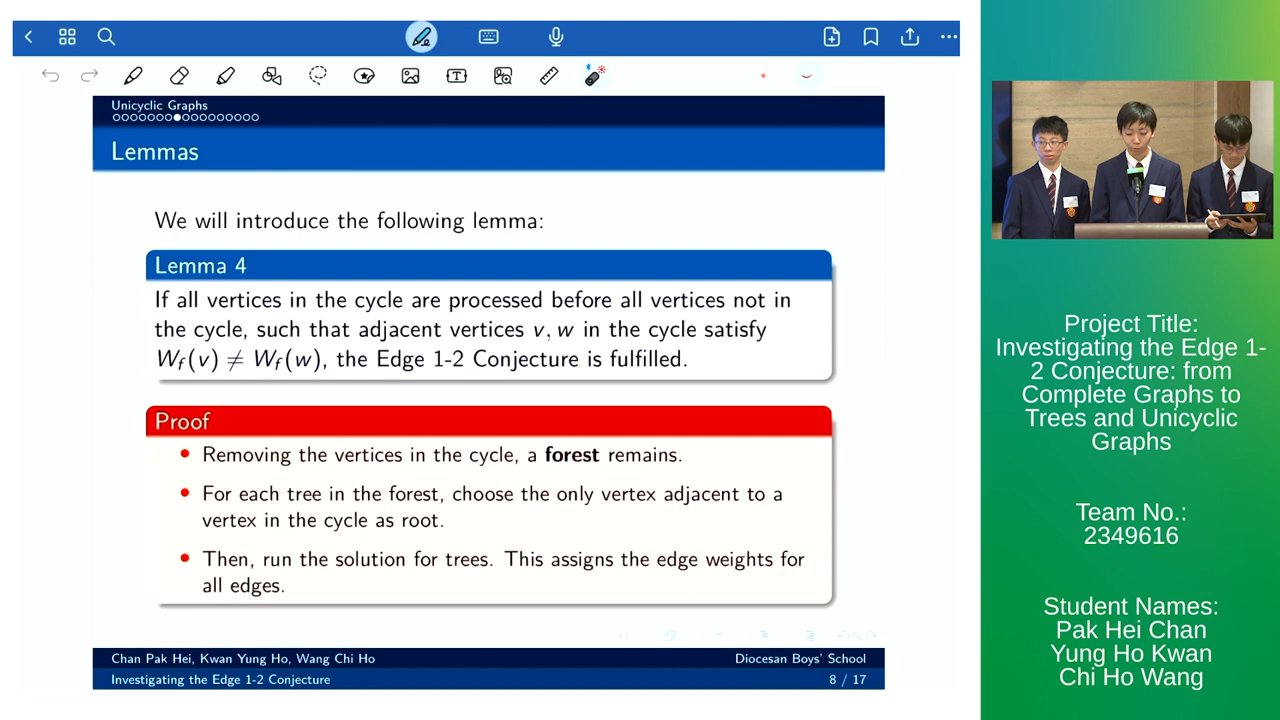 Unicyclic Graphs
Lemmas
We will introduce the following lemma:
Lemma 4
If all vertices in the cycle are processed before all vertices not in
the cycle, such that adjacent vertices v, w in the cycle satisfy
W_f(v) ≠ W_f(w), the Edge 1-2 Conjecture is fulfilled.
Proof
• Removing the vertices in the cycle, a forest remains.
• For each tree in the forest, choose the only vertex adjacent to a
vertex in the cycle as root.
• Then, run the solution for trees. This assigns the edge weights for
all edges.
Chan Pak Hei, Kwan Yung Ho, Wang Chi Ho
Diocesan Boys' School
Investigating the Edge 1-2 Conjecture
8 / 17
Project Title:
Investigating the Edge 1-
2 Conjecture: from
Complete Graphs to
Trees and Unicyclic
Graphs
Team No.:
2349616
Student Names:
Pak Hei Chan
Yung Ho Kwan
Chi Ho Wang